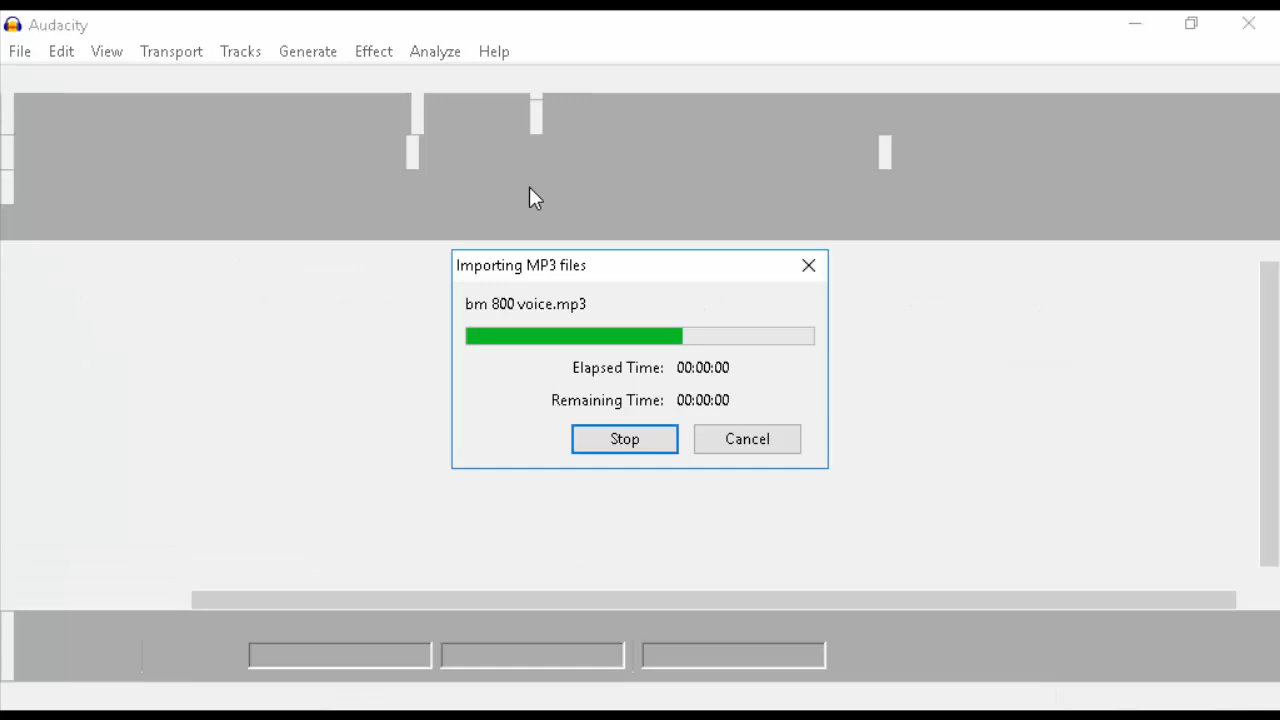 Audacity
File Edit View Transport Tracks Generate Effect Analyze Help
Importing MP3 files
bm 800 voice.mp3
Elapsed Time: 00:00:00
Remaining Time: 00:00:00
Stop Cancel